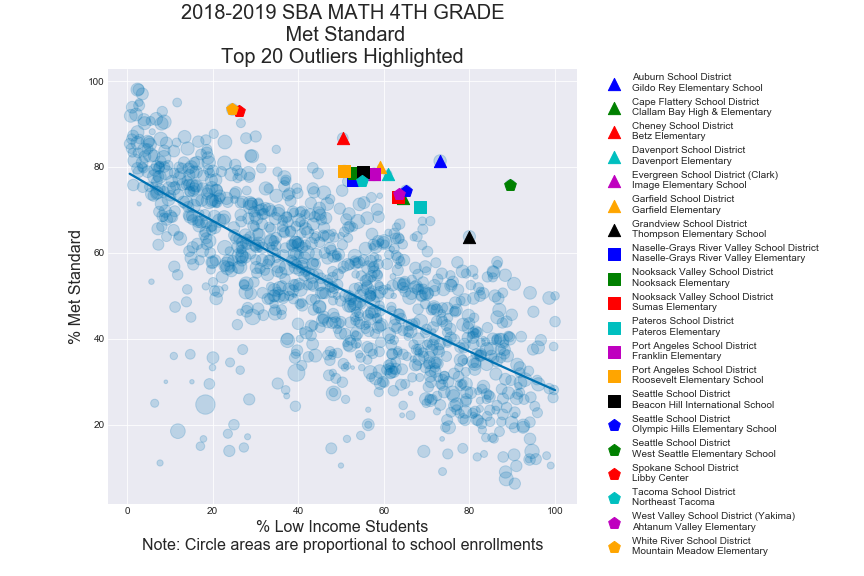 2018-2019 SBA MATH 4TH GRADE
Met Standard
Top 20 Outliers Highlighted
% Met Standard
100
80
60
40
20
0
20
40
60
80
100
% Low Income Students
Note: Circle areas are proportional to school enrollments
Auburn School District
Gildo Rey Elementary School
Cape Flattery School District
Clallam Bay High & Elementary
Cheney School District
Betz Elementary
Davenport School District
Davenport Elementary
Evergreen School District (Clark)
Image Elementary School
Garfield School District
Garfield Elementary
Grandview School District
Thompson Elementary School
Naselle-Grays River Valley School District
Naselle-Grays River Valley Elementary
Nooksack Valley School District
Nooksack Elementary
Nooksack Valley School District
Sumas Elementary
Pateros School District
Pateros Elementary
Port Angeles School District
Franklin Elementary
Port Angeles School District
Roosevelt Elementary School
Seattle School District
Beacon Hill International School
Seattle School District
Olympic Hills Elementary School
Seattle School District
West Seattle Elementary School
Spokane School District
Libby Center
Tacoma School District
Northeast Tacoma
West Valley School District (Yakima)
Ahtanum Valley Elementary
White River School District
Mountain Meadow Elementary